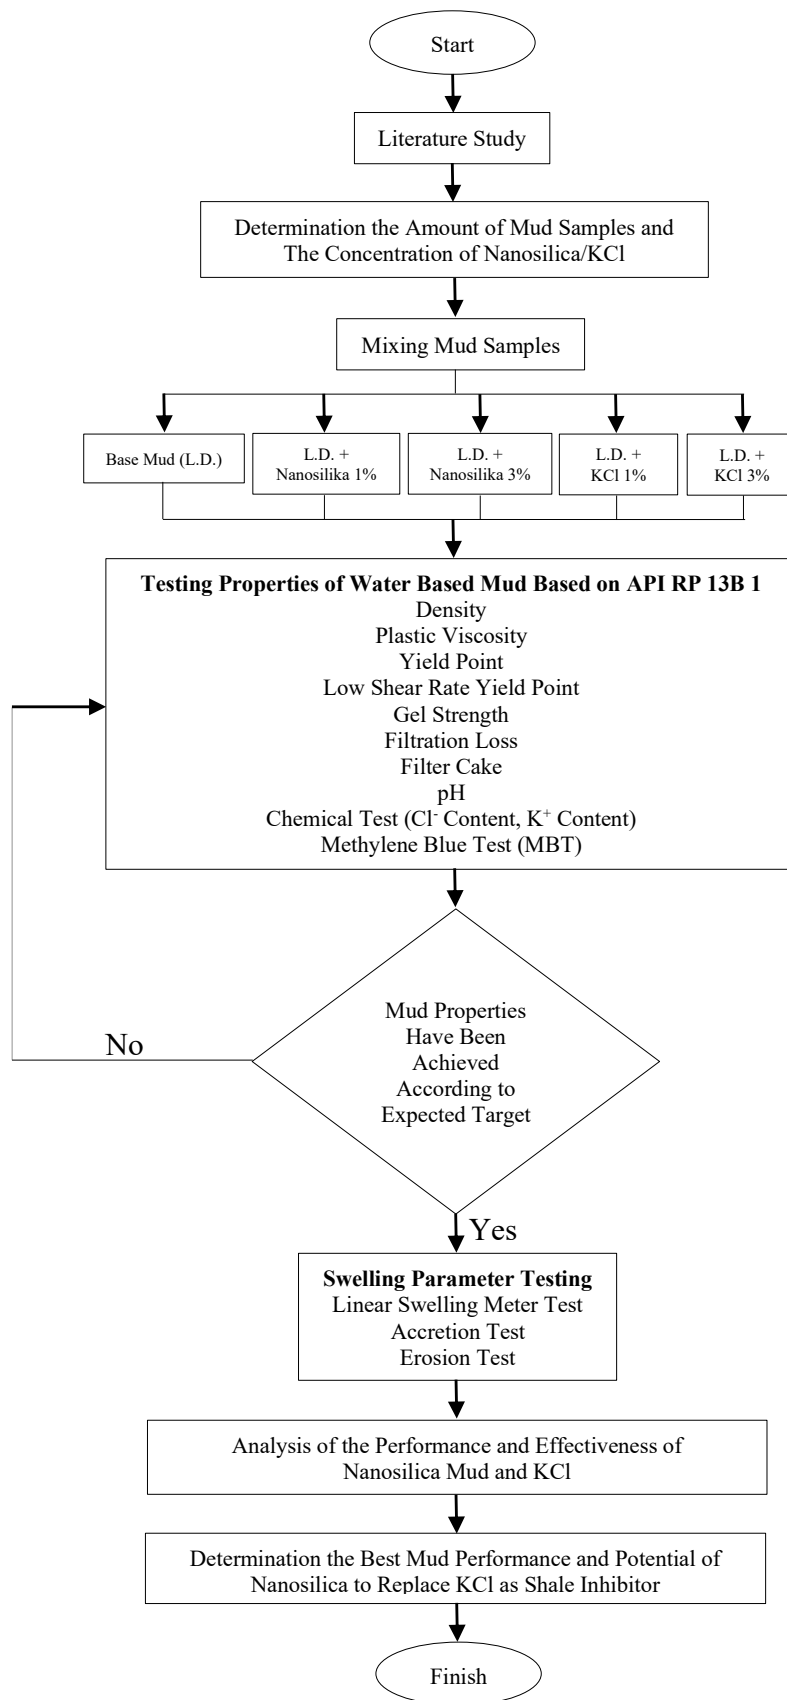 Start
Literature Study
Determination the Amount of Mud Samples and
The Concentration of Nanosilica/KCl
Mixing Mud Samples
Base Mud (L.D.)
L.D. +
Nanosilika 1%
L.D. +
Nanosilika 3%
L.D. +
KCl 1%
L.D. +
KCl 3%
Testing Properties of Water Based Mud Based on API RP 13B 1
Density
Plastic Viscosity
Yield Point
Low Shear Rate Yield Point
Gel Strength
Filtration Loss
Filter Cake
pH
Chemical Test (Cl⁻ Content, K⁺ Content)
Methylene Blue Test (MBT)
Mud Properties
Have Been
Achieved
According to
Expected Target
No
Yes
Swelling Parameter Testing
Linear Swelling Meter Test
Accretion Test
Erosion Test
Analysis of the Performance and Effectiveness of
Nanosilica Mud and KCl
Determination the Best Mud Performance and Potential of
Nanosilica to Replace KCl as Shale Inhibitor
Finish